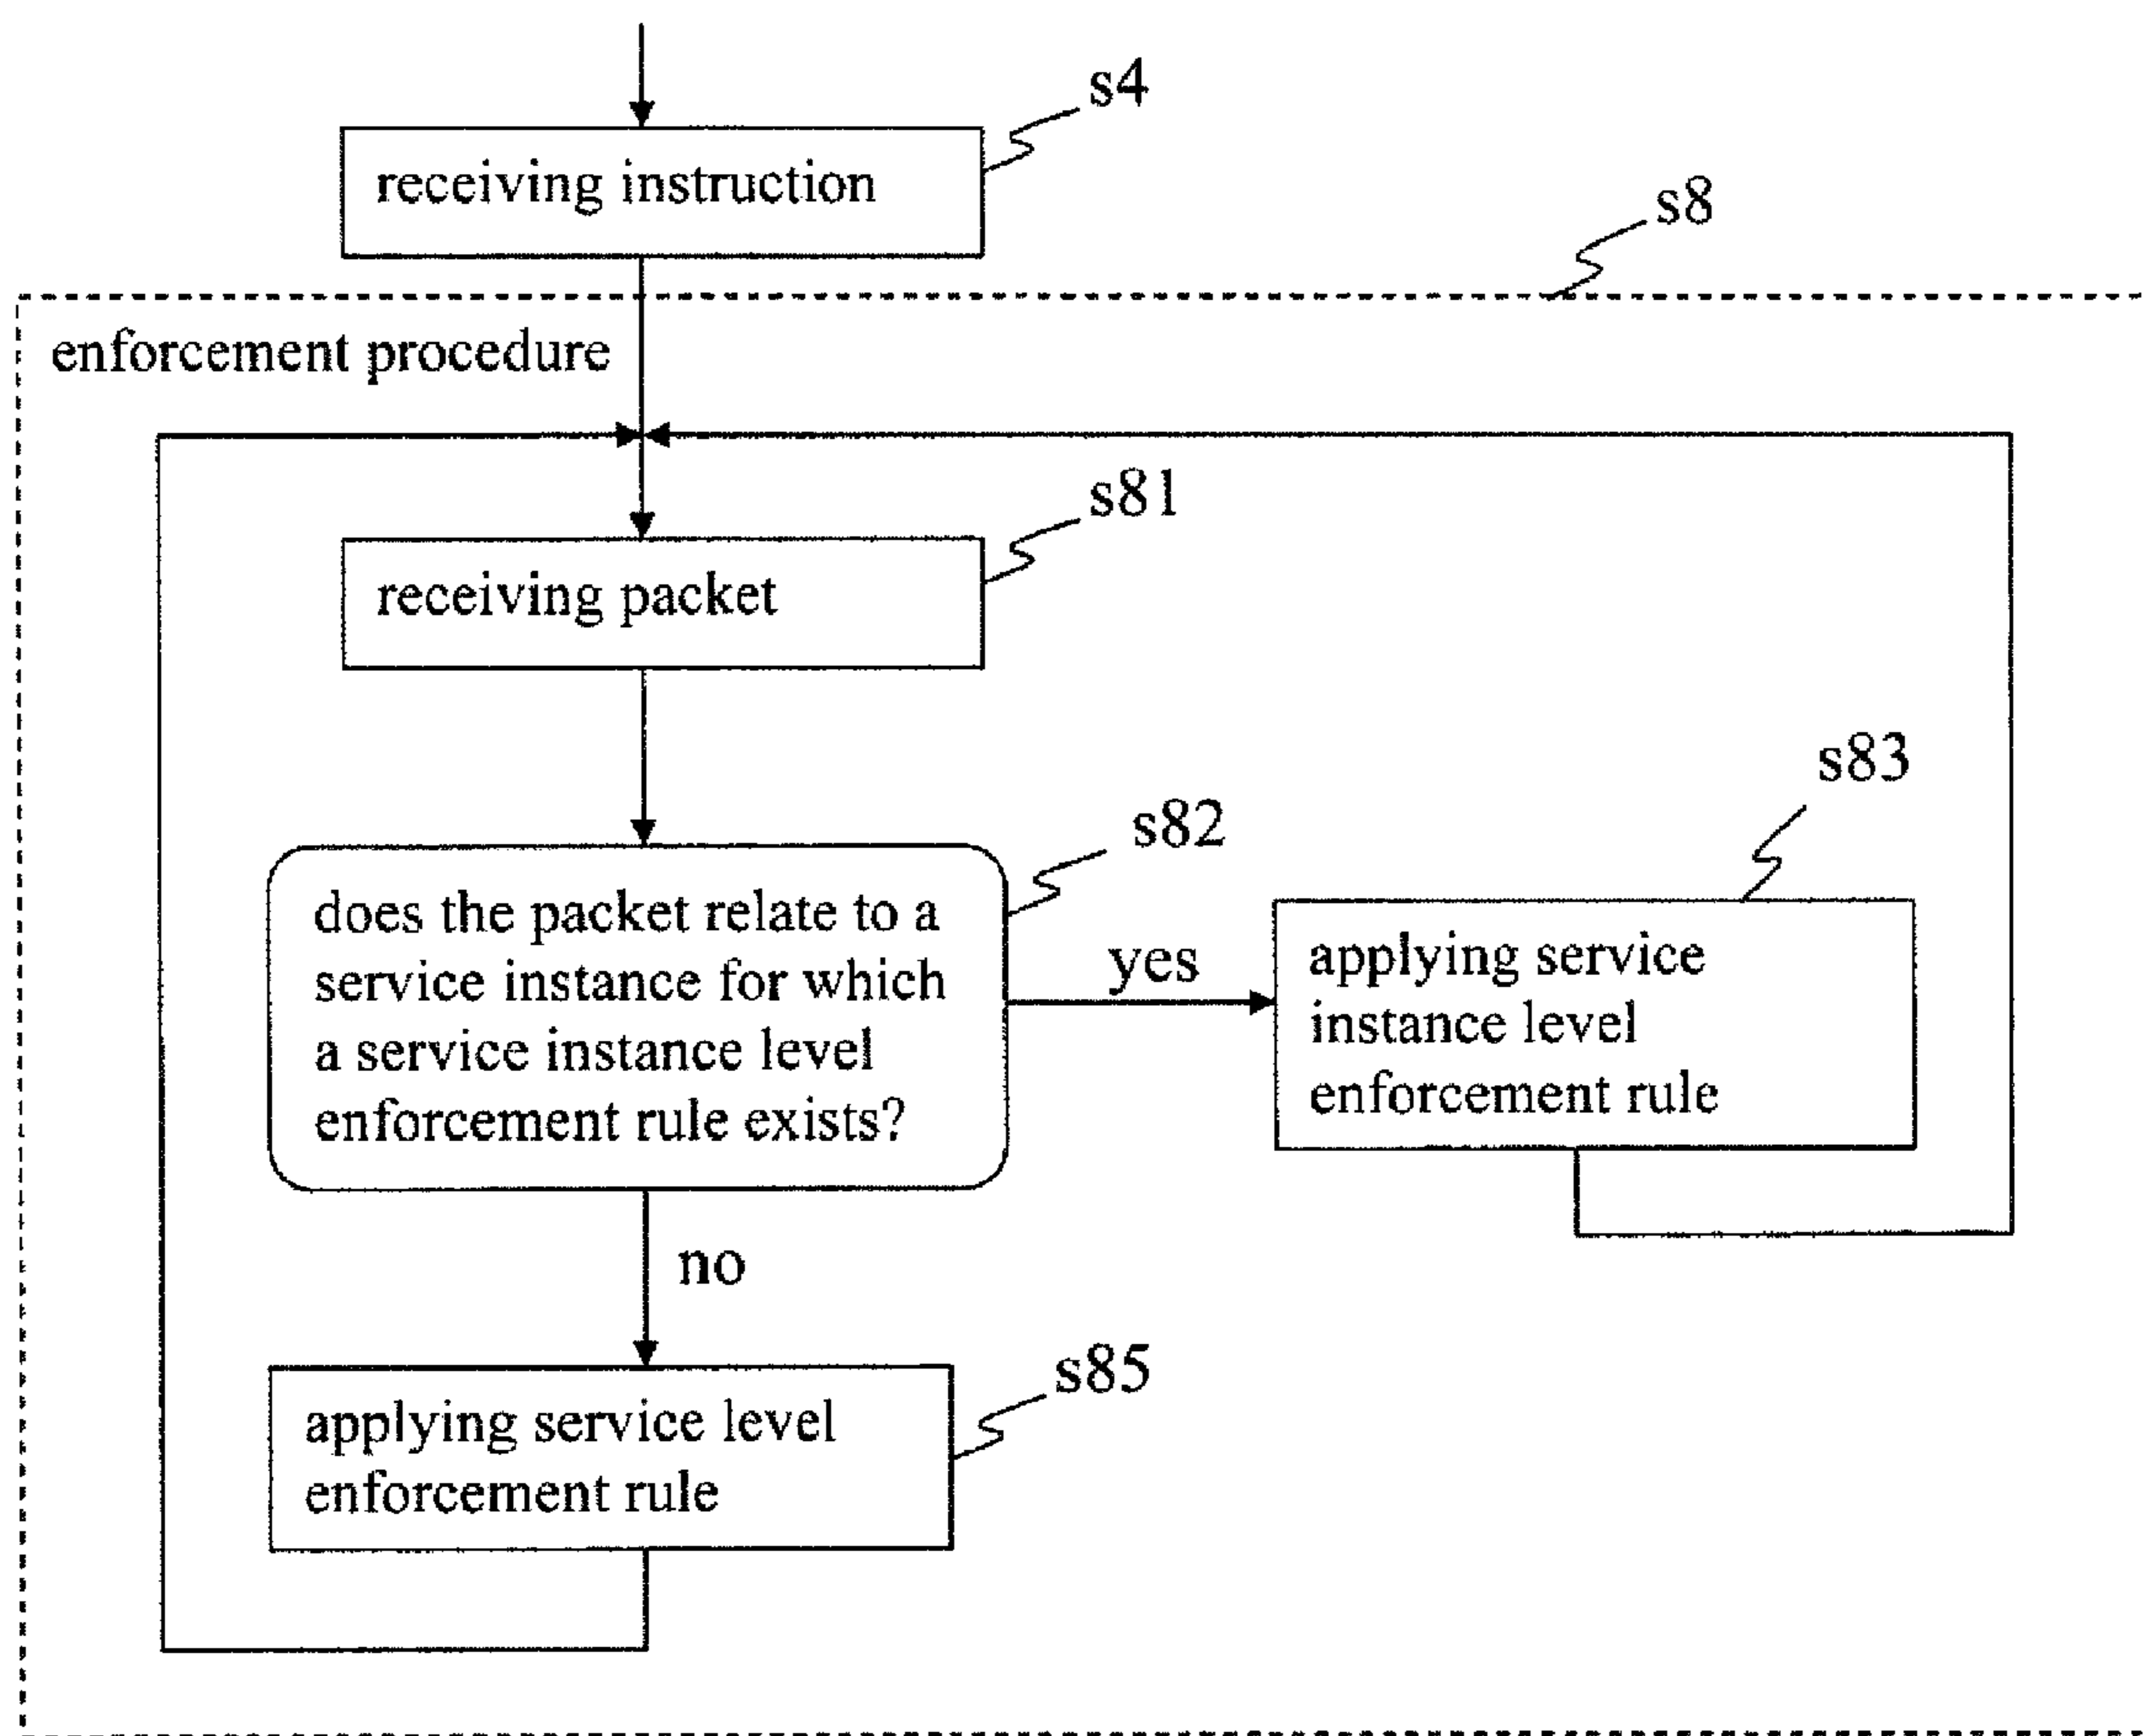 s4
receiving instruction
s8
enforcement procedure
s81
receiving packet
s83
s82
does the packet relate to a
service instance for which
a service instance level
enforcement rule exists?
yes
applying service
instance level
enforcement rule
no
s85
applying service level
enforcement rule